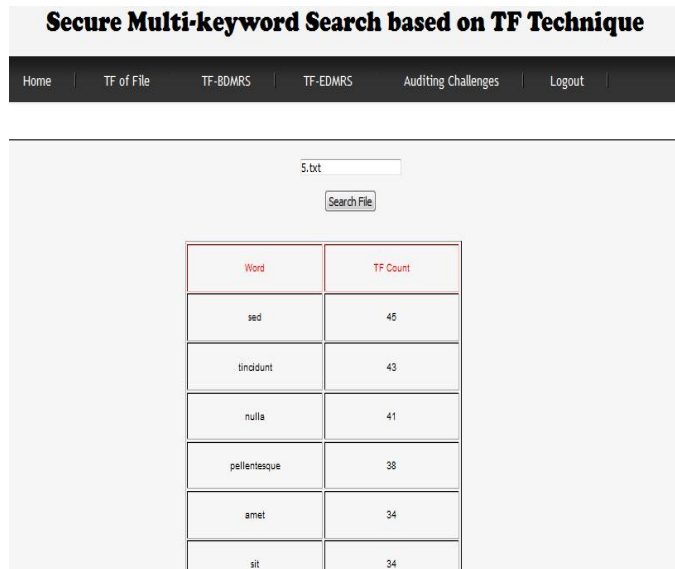 Secure Multi-keyword Search based on TF Technique
Home TF of File TF-BDMRS TF-EDMRS Auditing Challenges Logout
5.txt
Search File
Word TF Count
sed 45
tincidunt 43
nulla 41
pellentesque 38
amet 34
sit 34